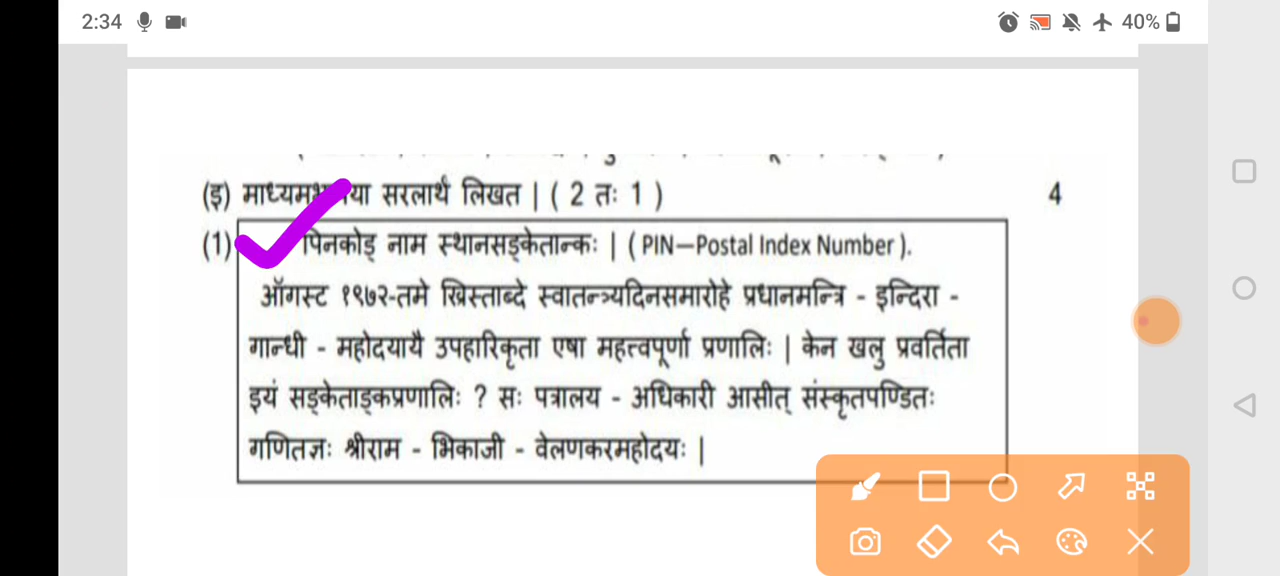 2:34
40%
(इ) माध्यमभाषया सरलार्थं लिखत | ( 2 तः 1 ) 4
(1) पिनकोड् नाम स्थानसङ्केतान्कः | ( PIN—Postal Index Number ).
ऑगस्ट १९७२-तमे ख्रिस्ताब्दे स्वातन्त्र्यदिनसमारोहे प्रधानमन्त्रि - इन्दिरा -
गान्धी - महोदयायै उपहारिकृता एषा महत्त्वपूर्णा प्रणालिः | केन खलु प्रवर्तिता
इयं सङ्केताङ्कप्रणालिः ? सः पत्रालय - अधिकारी आसीत् संस्कृतपण्डितः
गणितज्ञः श्रीराम - भिकाजी - वेलणकरमहोदयः |